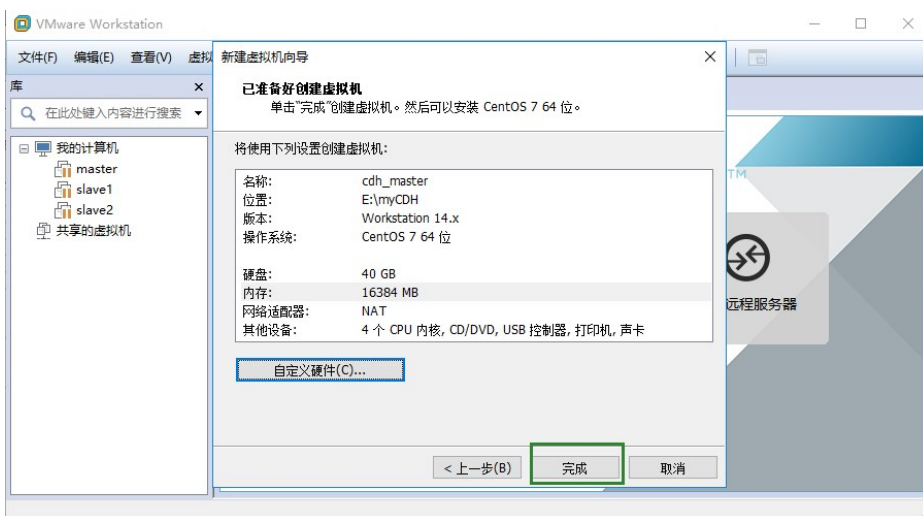 VMware Workstation
文件(F) 编辑(E) 查看(V) 虚拟
新建虚拟机向导
库
已准备好创建虚拟机
单击"完成"创建虚拟机。然后可以安装 CentOS 7 64 位。
在此处键入内容进行搜索
将使用下列设置创建虚拟机:
我的计算机
master
slave1
slave2
共享的虚拟机
名称: cdh_master
位置: E:\myCDH
版本: Workstation 14.x
操作系统: CentOS 7 64 位
硬盘: 40 GB
内存: 16384 MB
网络适配器: NAT
其他设备: 4 个 CPU 内核, CD/DVD, USB 控制器, 打印机, 声卡
TM
远程服务器
自定义硬件(C)...
< 上一步(B) 完成 取消